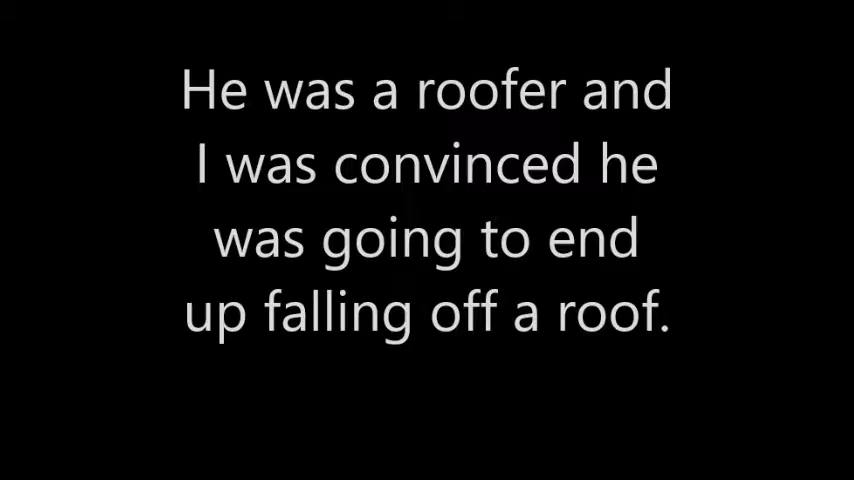 He was a roofer and
I was convinced he
was going to end
up falling off a roof.